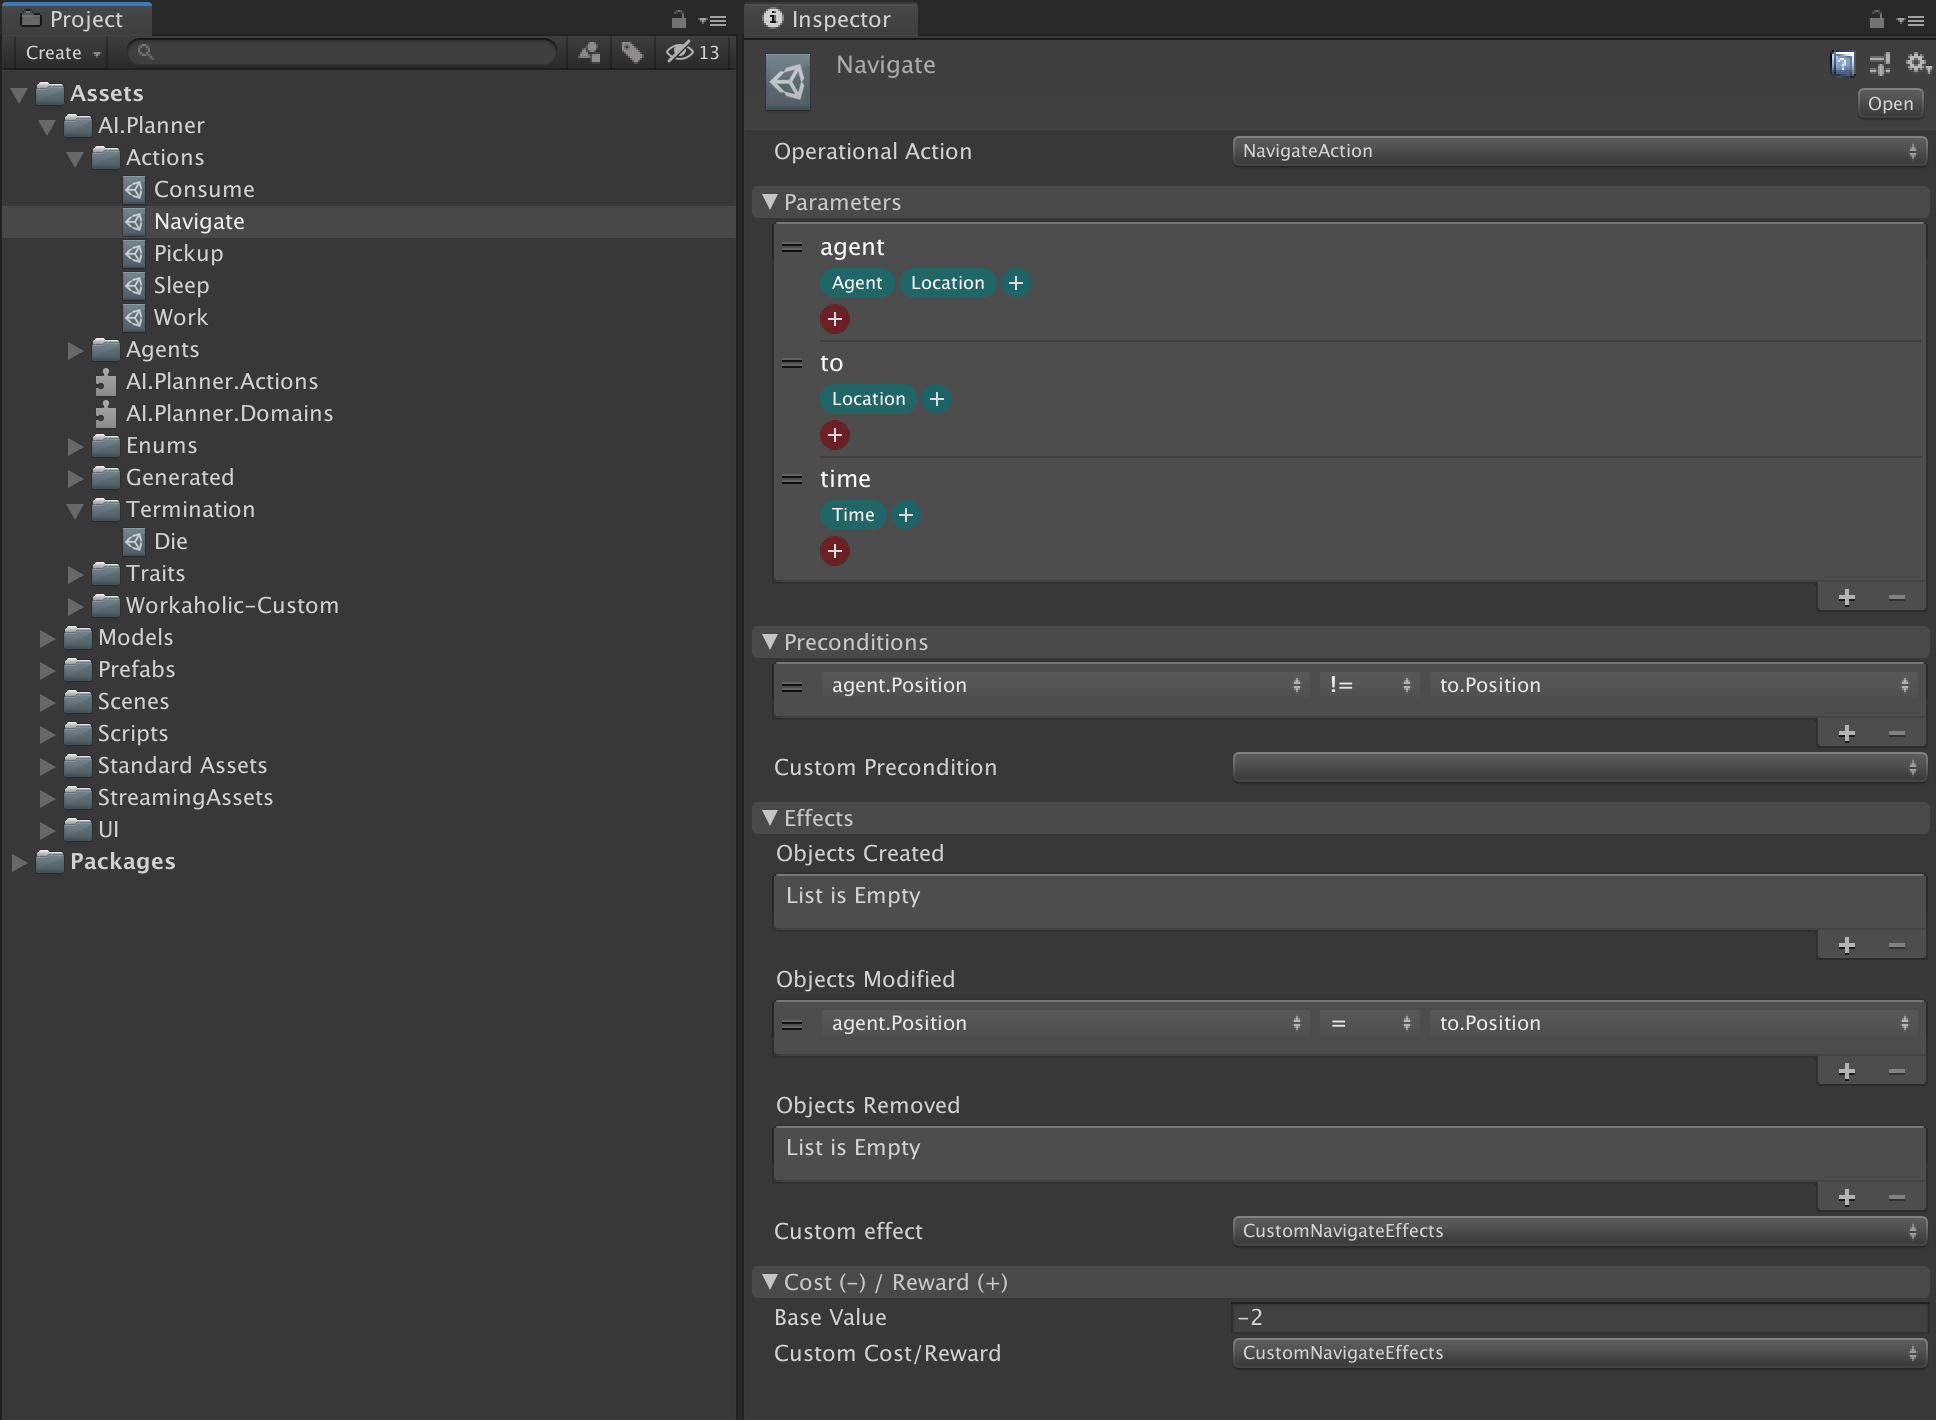 Project
Create
13
Assets
AI.Planner
Actions
Consume
Navigate
Pickup
Sleep
Work
Agents
AI.Planner.Actions
AI.Planner.Domains
Enums
Generated
Termination
Die
Traits
Workaholic-Custom
Models
Prefabs
Scenes
Scripts
Standard Assets
StreamingAssets
UI
Packages
Inspector
Navigate
Open
Operational Action NavigateAction
Parameters
agent
Agent Location +
+
to
Location +
+
time
Time +
+
+ −
Preconditions
agent.Position != to.Position
+ −
Custom Precondition
Effects
Objects Created
List is Empty
+ −
Objects Modified
agent.Position = to.Position
+ −
Objects Removed
List is Empty
+ −
Custom effect CustomNavigateEffects
Cost (-) / Reward (+)
Base Value -2
Custom Cost/Reward CustomNavigateEffects